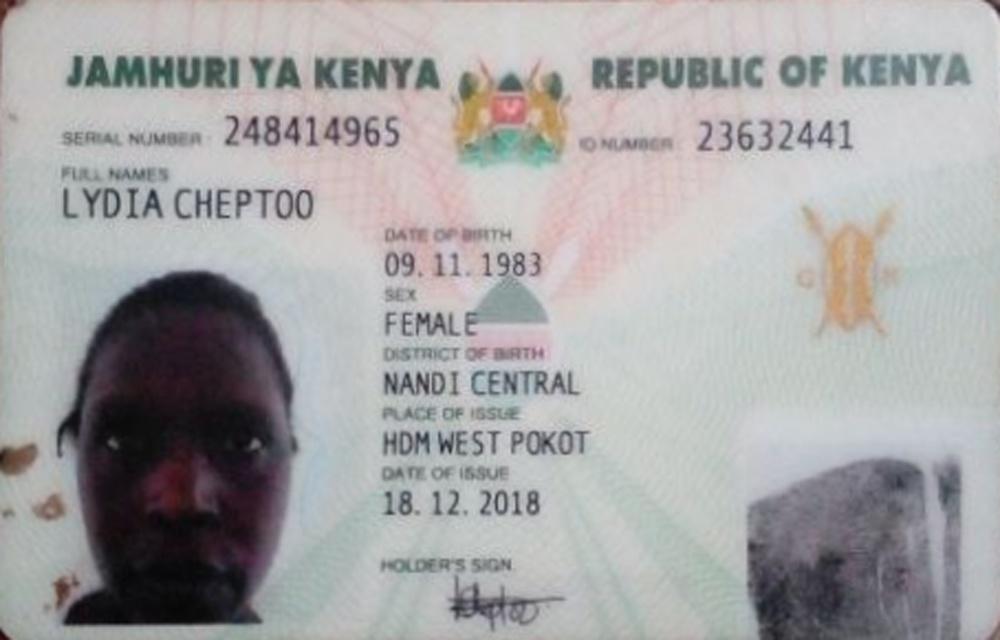 JAMHURI YA KENYA REPUBLIC OF KENYA
SERIAL NUMBER: 248414965 ID NUMBER: 23632441
FULL NAMES
LYDIA CHEPTOO
DATE OF BIRTH
09.11.1983
SEX
FEMALE
DISTRICT OF BIRTH
NANDI CENTRAL
PLACE OF ISSUE
HDM WEST POKOT
DATE OF ISSUE
18.12.2018
HOLDER'S SIGN.